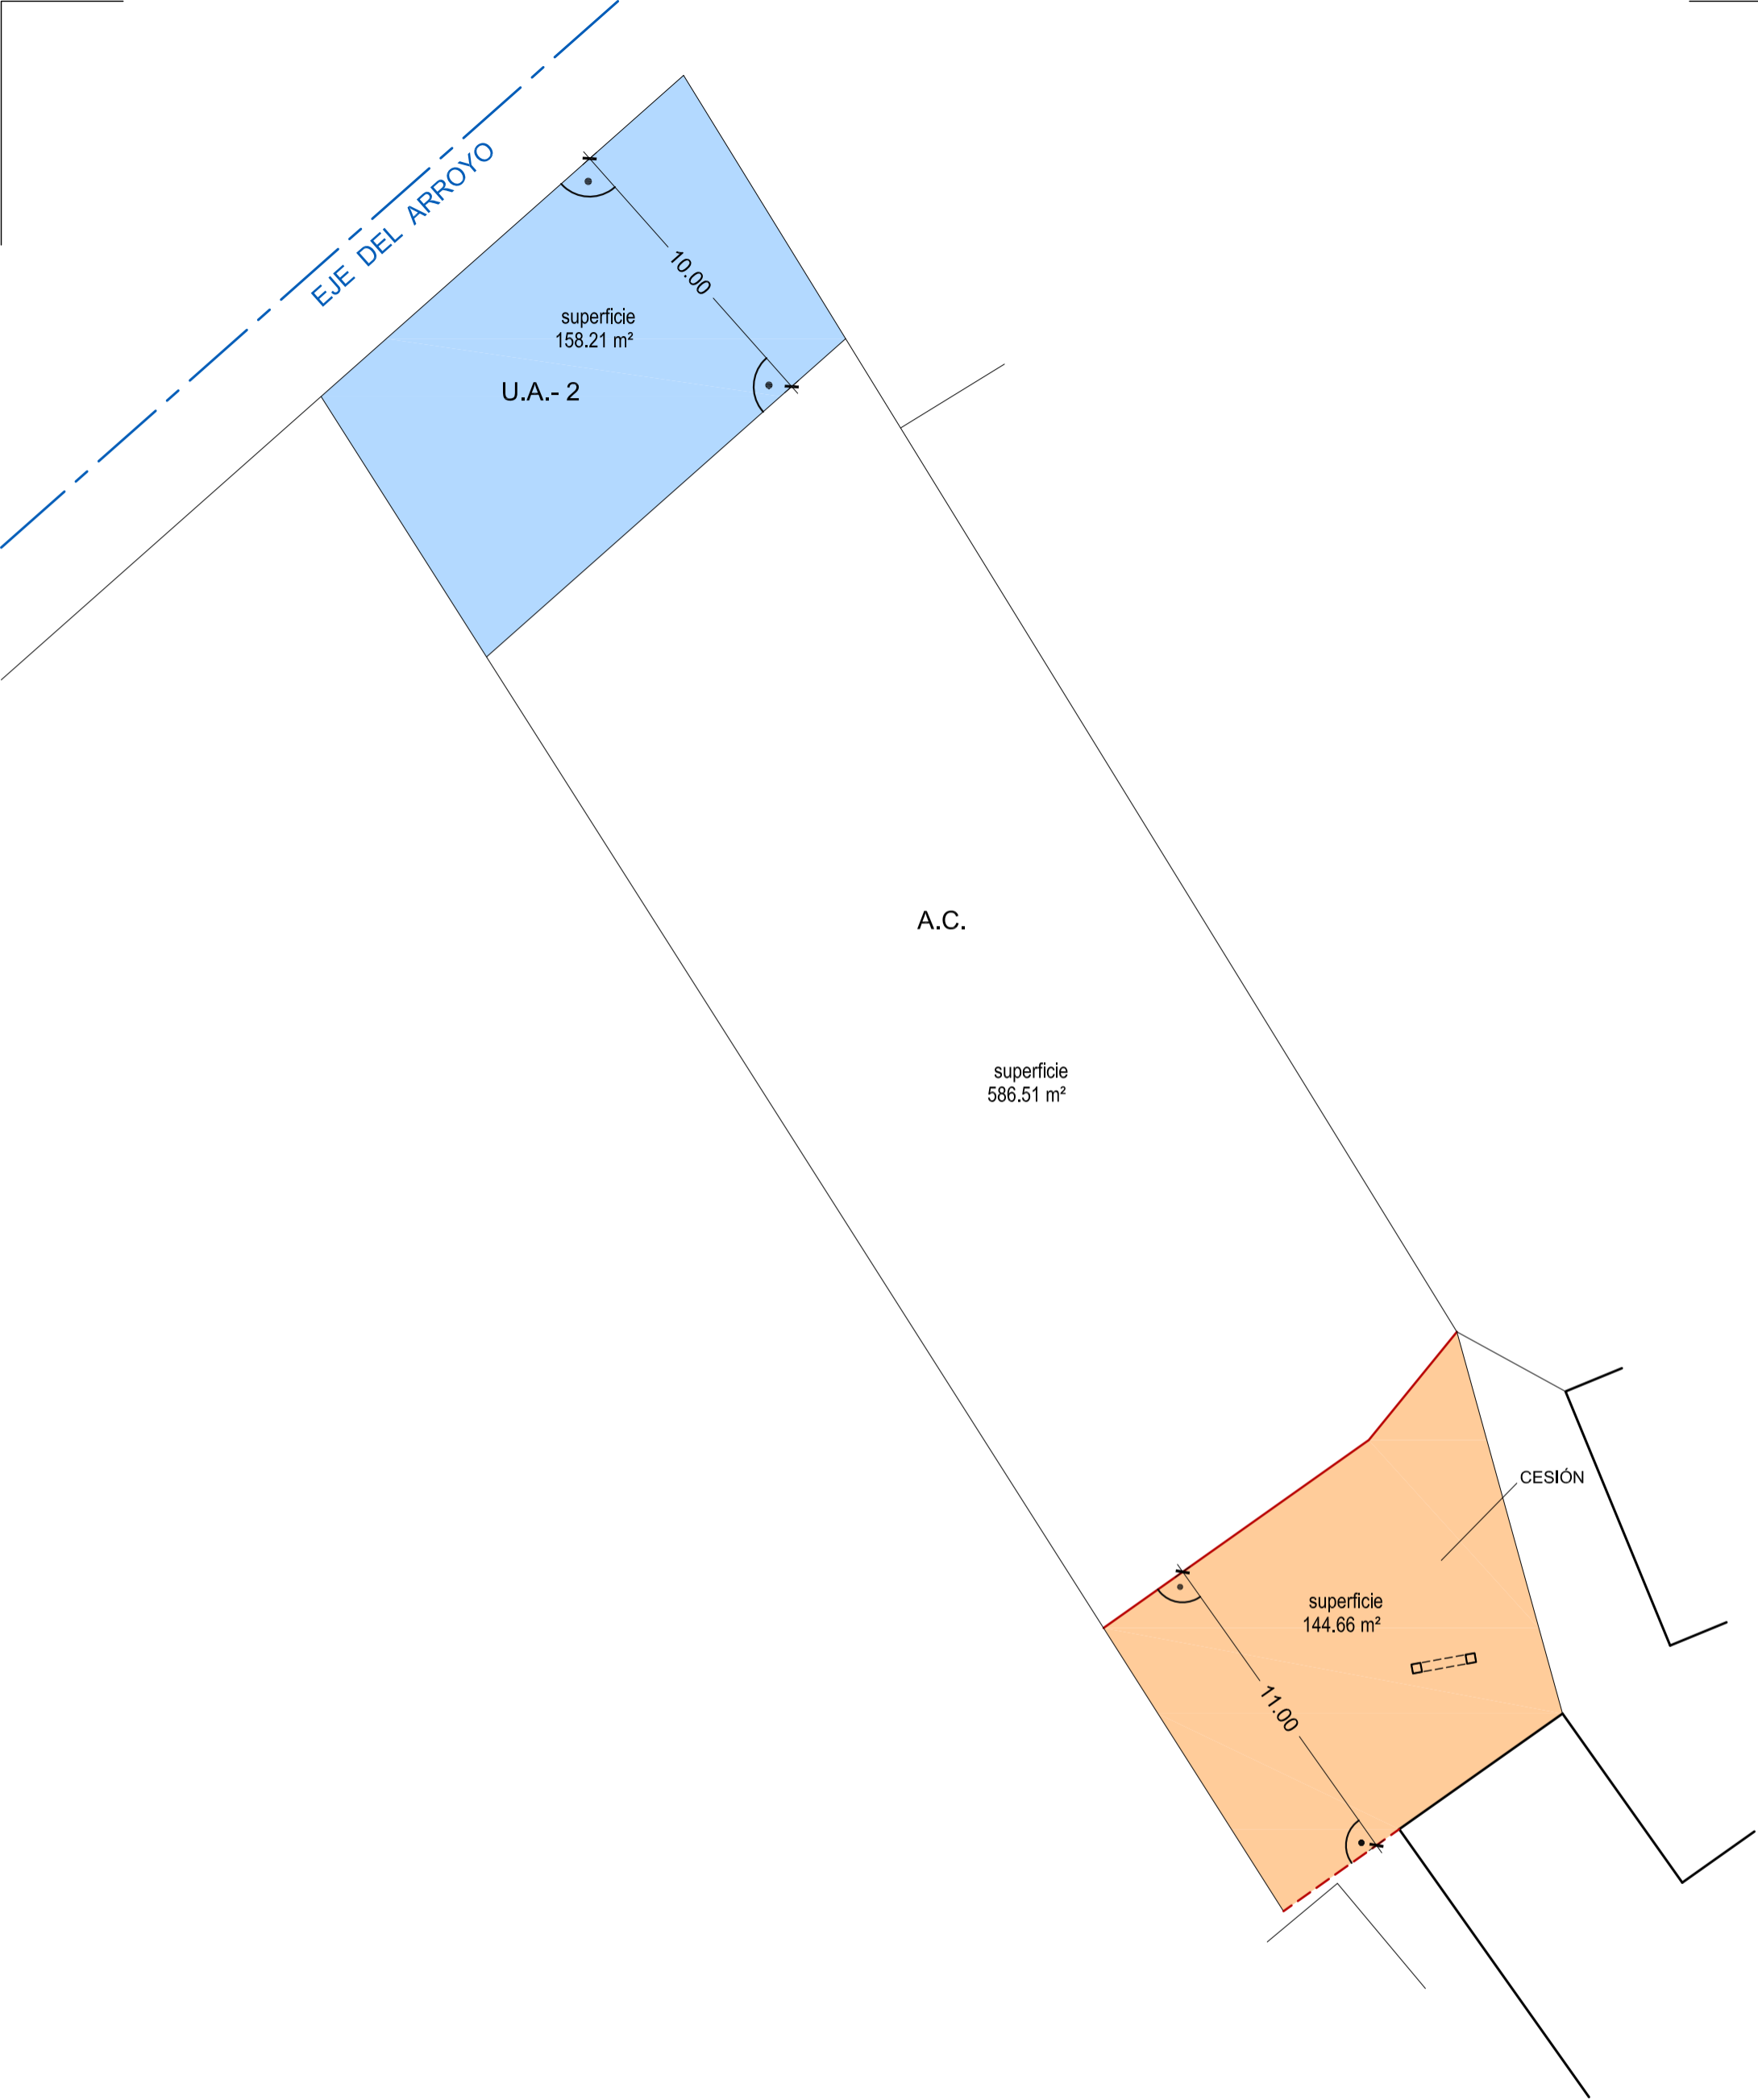 EJE DEL ARROYO
10.00
superficie
158.21 m²
U.A.- 2
A.C.
superficie
586.51 m²
CESIÓN
superficie
144.66 m²
11.00